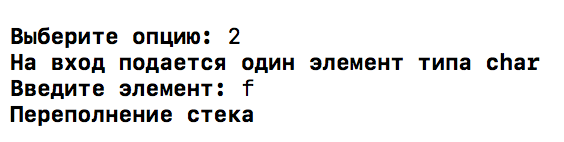 Выберите опцию: 2
На вход подается один элемент типа char
Введите элемент: f
Переполнение стека